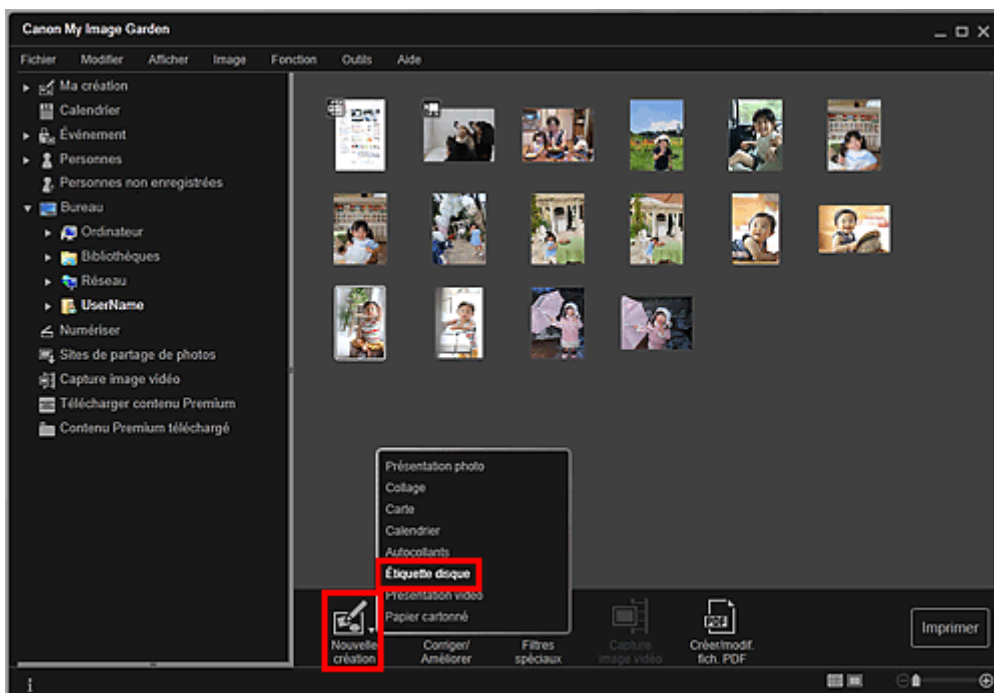 Canon My Image Garden
Fichier Modifier Afficher Image Fonction Outils Aide
Ma création
Calendrier
Événement
Personnes
Personnes non enregistrées
Bureau
Ordinateur
Bibliothèques
Réseau
UserName
Numériser
Sites de partage de photos
Capture image vidéo
Télécharger contenu Premium
Contenu Premium téléchargé
Présentation photo
Collage
Carte
Calendrier
Autocollants
Étiquette disque
Présentation vidéo
Papier cartonné
Nouvelle création
Corriger/ Améliorer
Filtres spéciaux
Capture image vidéo
PDF
Créer/modif. fich. PDF
Imprimer